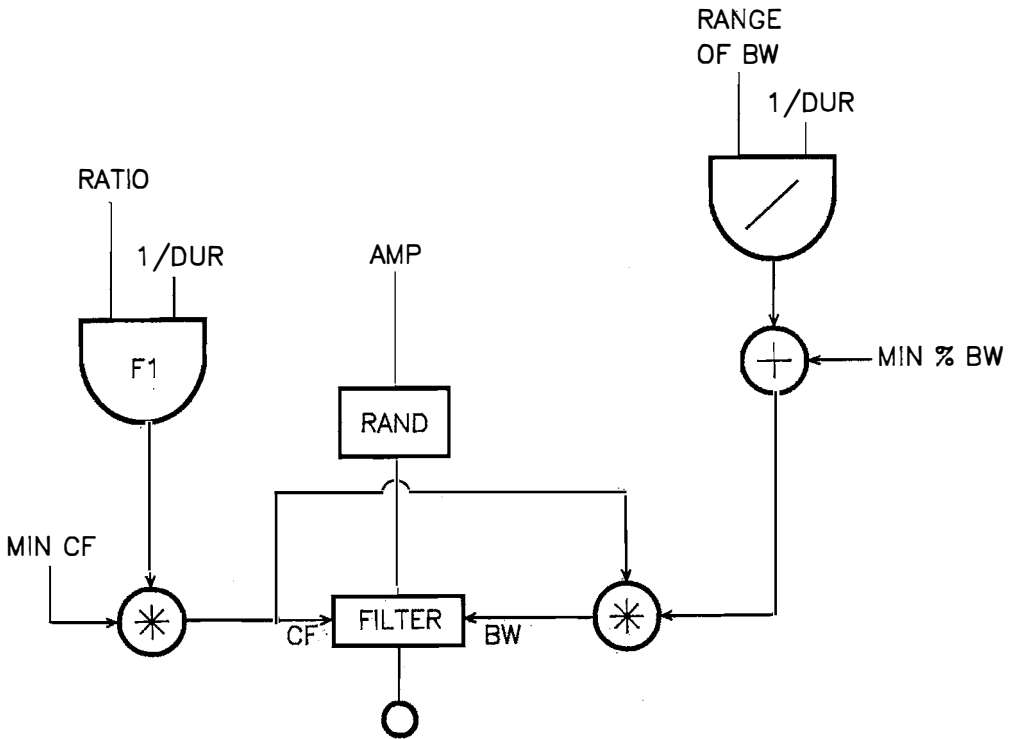 RANGE
OF BW
1/DUR
RATIO
1/DUR
AMP
F1
+
MIN % BW
RAND
MIN CF
*
CF
FILTER
BW
*